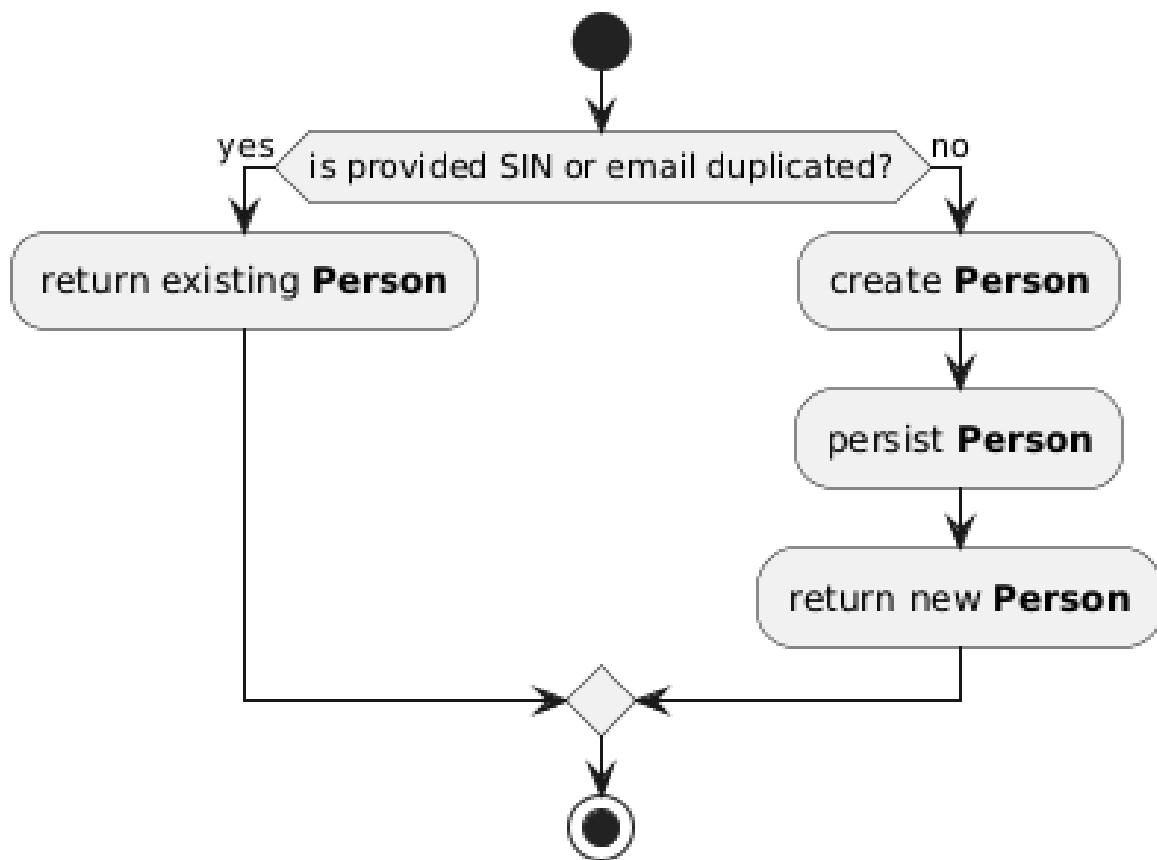 is provided SIN or email duplicated?
yes
no
return existing Person
create Person
persist Person
return new Person